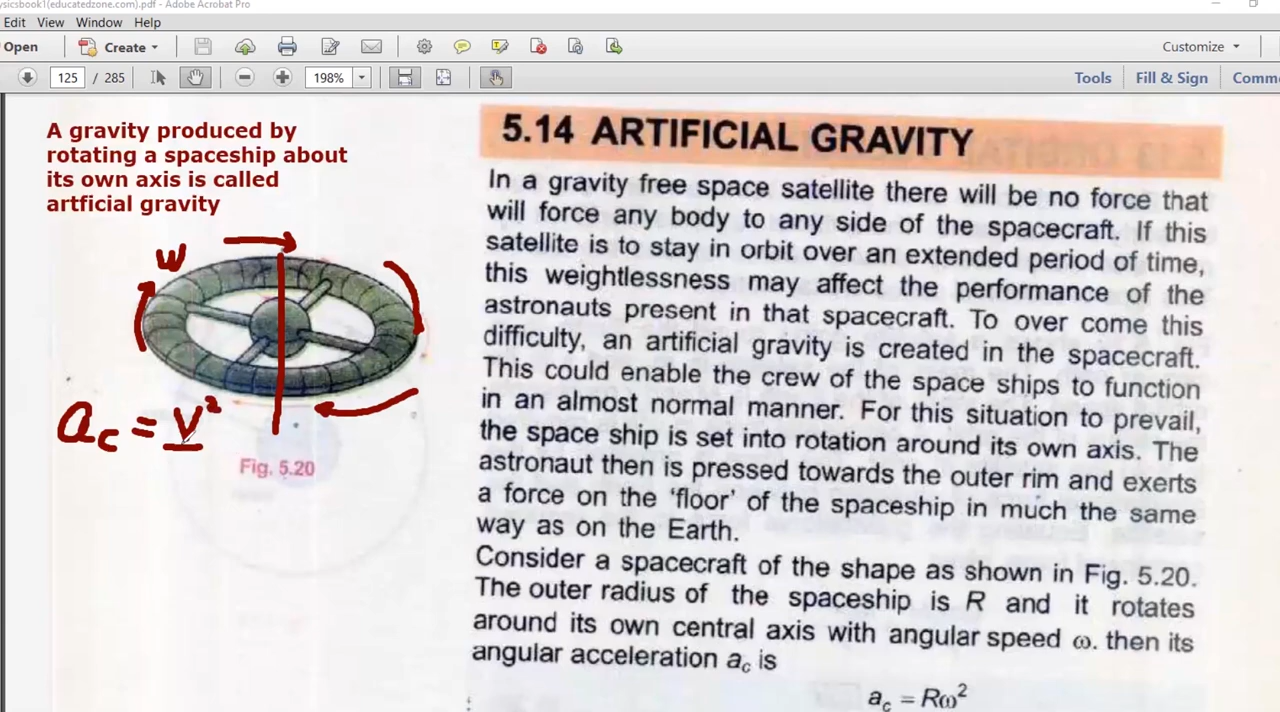 ysicsbook1(educatedzone.com).pdf - Adobe Acrobat Pro
Edit View Window Help
Open Create Customize
125 / 285 198% Tools Fill & Sign Comme
A gravity produced by
rotating a spaceship about
its own axis is called
artficial gravity
w
a_c = v²
Fig. 5.20
5.14 ARTIFICIAL GRAVITY
In a gravity free space satellite there will be no force that
will force any body to any side of the spacecraft. If this
satellite is to stay in orbit over an extended period of time,
this weightlessness may affect the performance of the
astronauts present in that spacecraft. To over come this
difficulty, an artificial gravity is created in the spacecraft.
This could enable the crew of the space ships to function
in an almost normal manner. For this situation to prevail,
the space ship is set into rotation around its own axis. The
astronaut then is pressed towards the outer rim and exerts
a force on the 'floor' of the spaceship in much the same
way as on the Earth.
Consider a spacecraft of the shape as shown in Fig. 5.20.
The outer radius of the spaceship is R and it rotates
around its own central axis with angular speed ω. then its
angular acceleration a_c is
a_c = Rω²